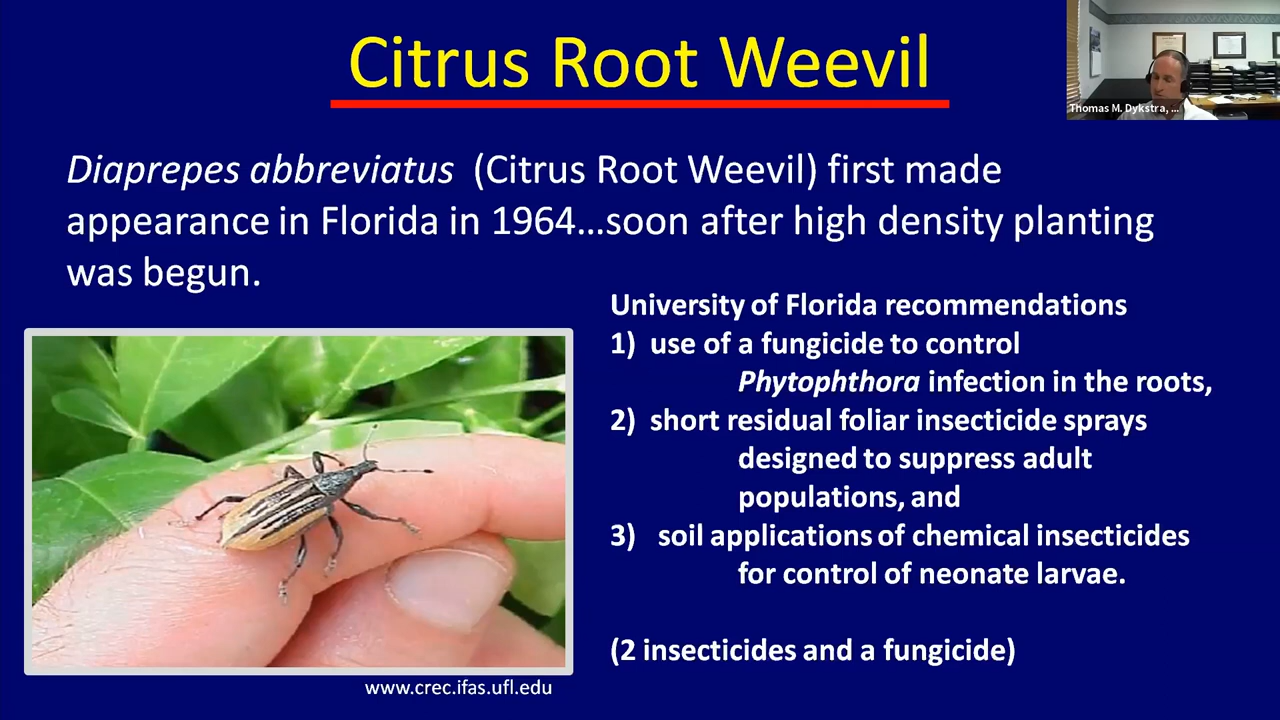 Citrus Root Weevil
Thomas M. Dykstra, ...
Diaprepes abbreviatus (Citrus Root Weevil) first made
appearance in Florida in 1964...soon after high density planting
was begun.
University of Florida recommendations
1) use of a fungicide to control
Phytophthora infection in the roots,
2) short residual foliar insecticide sprays
designed to suppress adult
populations, and
3) soil applications of chemical insecticides
for control of neonate larvae.
(2 insecticides and a fungicide)
www.crec.ifas.ufl.edu